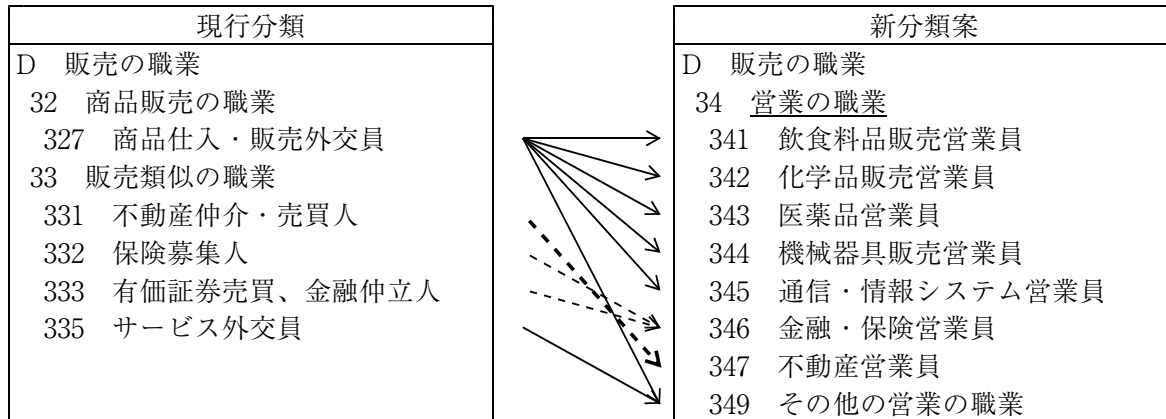 現行分類
D 販売の職業
32 商品販売の職業
327 商品仕入・販売外交員
33 販売類似の職業
331 不動産仲介・売買人
332 保険募集人
333 有価証券売買、金融仲立人
335 サービス外交員
新分類案
D 販売の職業
34 営業の職業
341 飲食料品販売営業員
342 化学品販売営業員
343 医薬品営業員
344 機械器具販売営業員
345 通信・情報システム営業員
346 金融・保険営業員
347 不動産営業員
349 その他の営業の職業